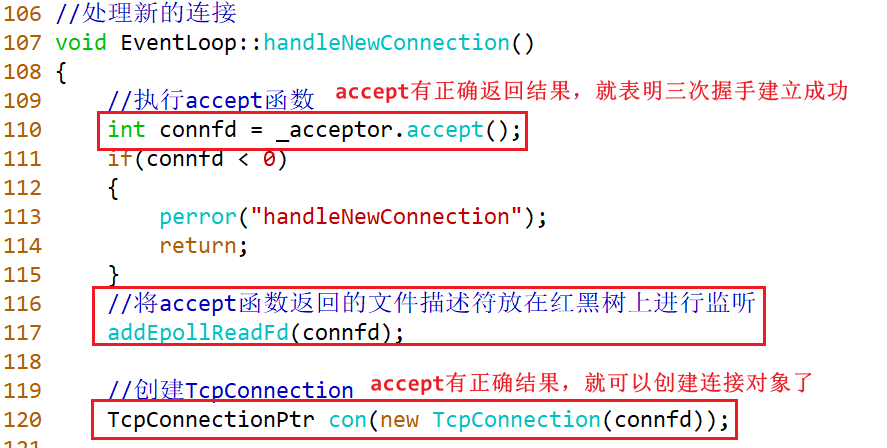 106 //处理新的连接
107 void EventLoop::handleNewConnection()
108 {
109     //执行accept函数 accept有正确返回结果，就表明三次握手建立成功
110     int connfd = _acceptor.accept();
111     if(connfd < 0)
112     {
113         perror("handleNewConnection");
114         return;
115     }
116     //将accept函数返回的文件描述符放在红黑树上进行监听
117     addEpollReadFd(connfd);
118
119     //创建TcpConnection accept有正确结果，就可以创建连接对象了
120     TcpConnectionPtr con(new TcpConnection(connfd));